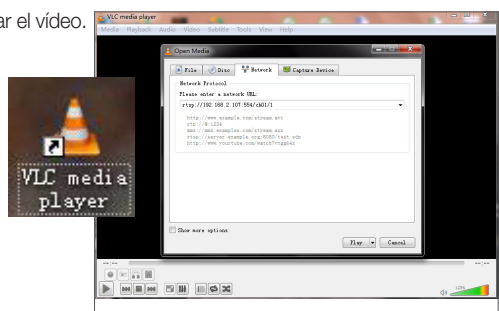 ar el vídeo.
VLC media player
Media Playback Audio Video Subtitle Tools View Help
Open Media
File Disc Network Capture Device
Network Protocol
Please enter a network URL:
rtsp://192.168.2.107:554/ch01/1
http://www.example.com/stream.avi
rtp://@:1234
mms://mms.examples.com/stream.asx
rtsp://server.example.org:8080/test.sdp
http://www.yourtube.com/watch?v=gg64x
Show more options
Play Cancel
VLC media
player
--:--
--:--